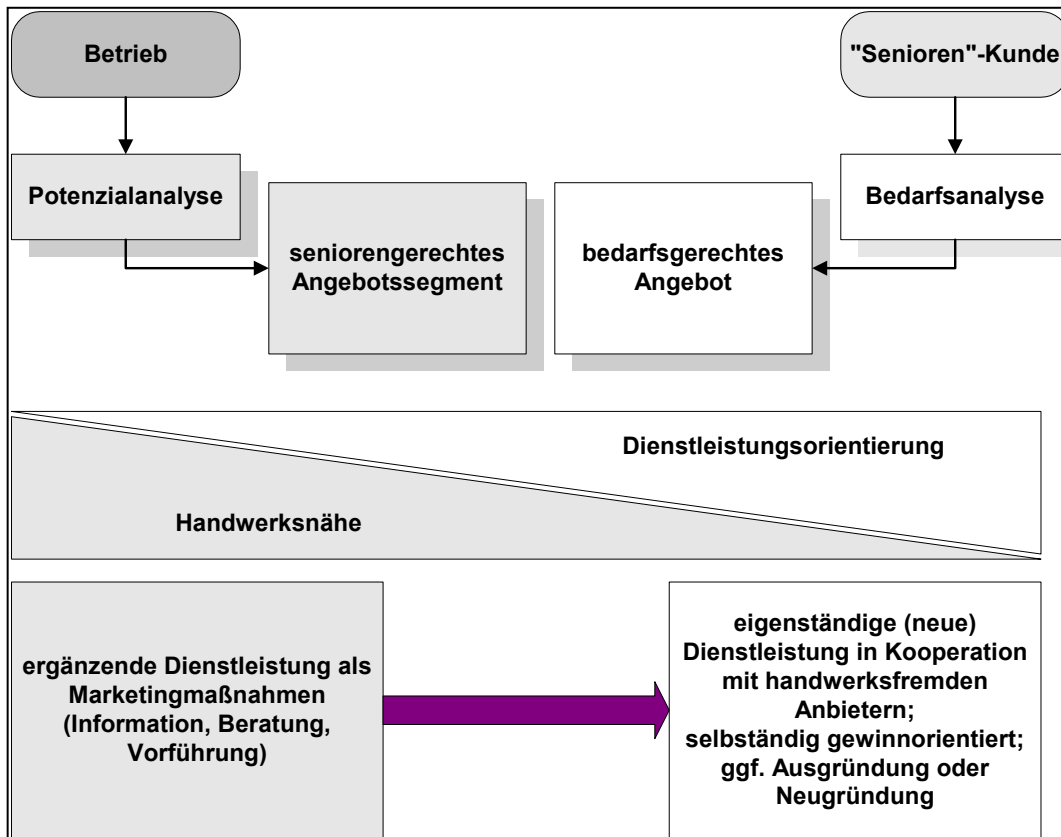 Betrieb
"Senioren"-Kunde
Potenzialanalyse
Bedarfsanalyse
seniorengerechtes
Angebotssegment
bedarfsgerechtes
Angebot
Dienstleistungsorientierung
Handwerksnähe
ergänzende Dienstleistung als
Marketingmaßnahmen
(Information, Beratung,
Vorführung)
eigenständige (neue)
Dienstleistung in Kooperation
mit handwerksfremden
Anbietern;
selbständig gewinnorientiert;
ggf. Ausgründung oder
Neugründung